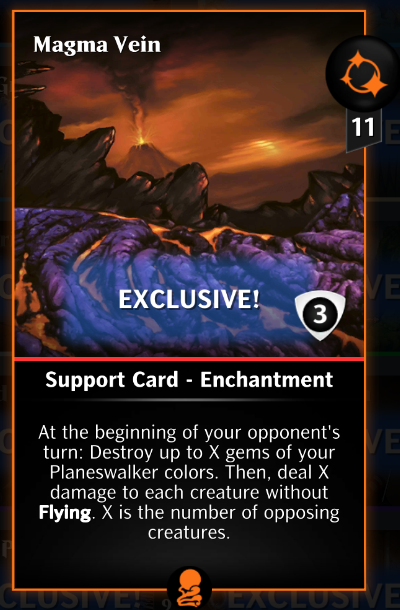 Magma Vein
11
EXCLUSIVE!
3
Support Card - Enchantment
At the beginning of your opponent's
turn: Destroy up to X gems of your
Planeswalker colors. Then, deal X
damage to each creature without
Flying. X is the number of opposing
creatures.